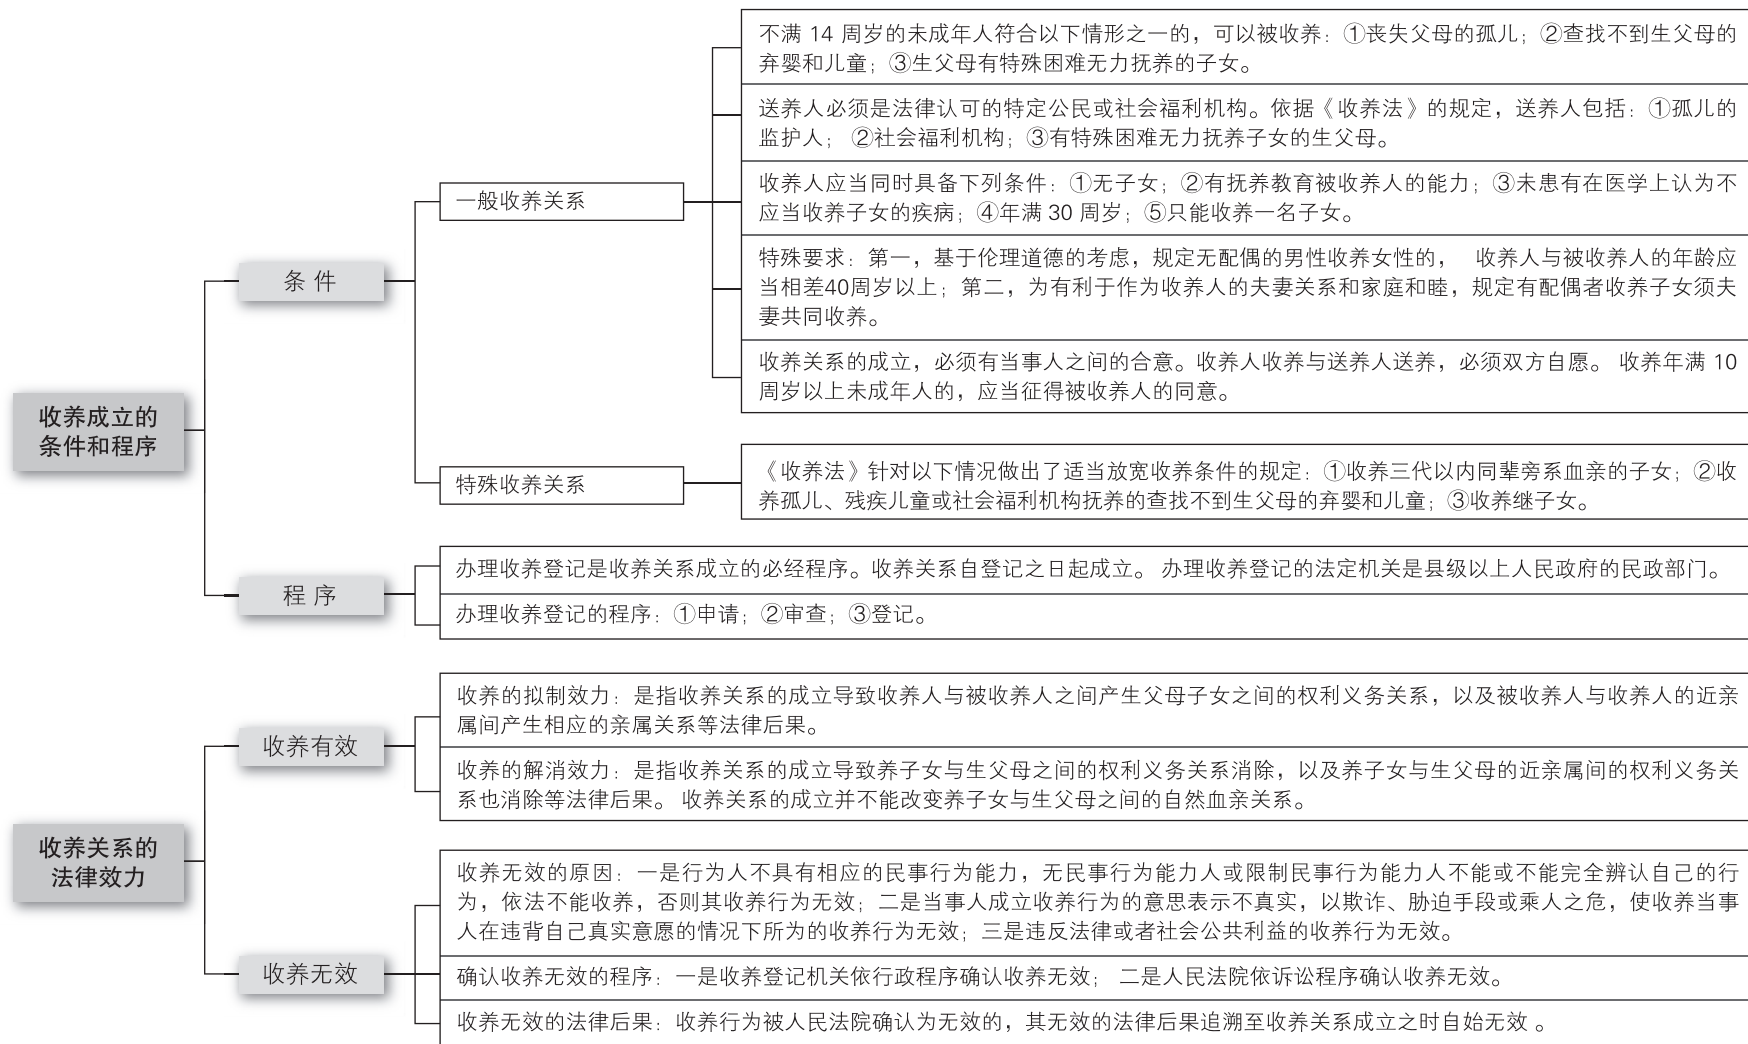 收养成立的
条件和程序
条 件
一般收养关系
不满 14 周岁的未成年人符合以下情形之一的，可以被收养：①丧失父母的孤儿；②查找不到生父母的
弃婴和儿童；③生父母有特殊困难无力抚养的子女。
送养人必须是法律认可的特定公民或社会福利机构。依据《收养法》的规定，送养人包括：①孤儿的
监护人； ②社会福利机构；③有特殊困难无力抚养子女的生父母。
收养人应当同时具备下列条件：①无子女；②有抚养教育被收养人的能力；③未患有在医学上认为不
应当收养子女的疾病；④年满 30 周岁；⑤只能收养一名子女。
特殊要求：第一，基于伦理道德的考虑，规定无配偶的男性收养女性的， 收养人与被收养人的年龄应
当相差40周岁以上；第二，为有利于作为收养人的夫妻关系和家庭和睦，规定有配偶者收养子女须夫
妻共同收养。
收养关系的成立，必须有当事人之间的合意。收养人收养与送养人送养，必须双方自愿。 收养年满 10
周岁以上未成年人的，应当征得被收养人的同意。
特殊收养关系
《收养法》针对以下情况做出了适当放宽收养条件的规定：①收养三代以内同辈旁系血亲的子女；②收
养孤儿、残疾儿童或社会福利机构抚养的查找不到生父母的弃婴和儿童；③收养继子女。
程 序
办理收养登记是收养关系成立的必经程序。收养关系自登记之日起成立。 办理收养登记的法定机关是县级以上人民政府的民政部门。
办理收养登记的程序：①申请；②审查；③登记。
收养关系的
法律效力
收养有效
收养的拟制效力：是指收养关系的成立导致收养人与被收养人之间产生父母子女之间的权利义务关系，以及被收养人与收养人的近亲
属间产生相应的亲属关系等法律后果。
收养的解消效力：是指收养关系的成立导致养子女与生父母之间的权利义务关系消除，以及养子女与生父母的近亲属间的权利义务关
系也消除等法律后果。 收养关系的成立并不能改变养子女与生父母之间的自然血亲关系。
收养无效
收养无效的原因：一是行为人不具有相应的民事行为能力，无民事行为能力人或限制民事行为能力人不能或不能完全辨认自己的行
为，依法不能收养，否则其收养行为无效；二是当事人成立收养行为的意思表示不真实，以欺诈、胁迫手段或乘人之危，使收养当事
人在违背自己真实意愿的情况下所为的收养行为无效；三是违反法律或者社会公共利益的收养行为无效。
确认收养无效的程序：一是收养登记机关依行政程序确认收养无效； 二是人民法院依诉讼程序确认收养无效。
收养无效的法律后果：收养行为被人民法院确认为无效的，其无效的法律后果追溯至收养关系成立之时自始无效 。